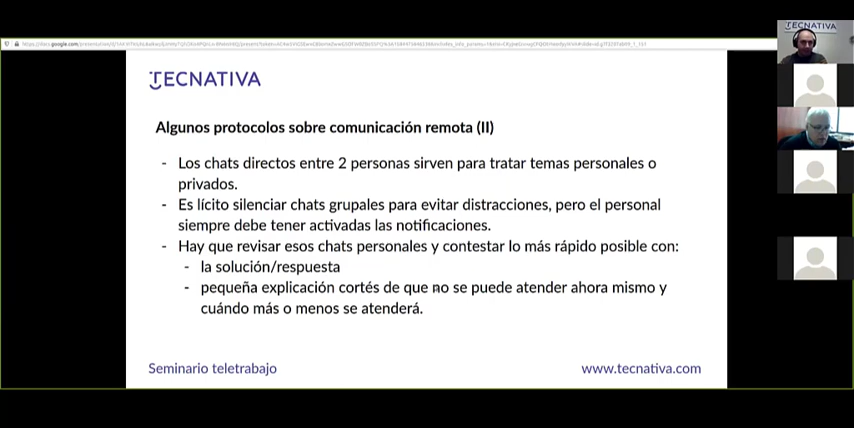 TECNATIVA
TECNATIVA
Algunos protocolos sobre comunicación remota (II)
- Los chats directos entre 2 personas sirven para tratar temas personales o
privados.
- Es lícito silenciar chats grupales para evitar distracciones, pero el personal
siempre debe tener activadas las notificaciones.
- Hay que revisar esos chats personales y contestar lo más rápido posible con:
- la solución/respuesta
- pequeña explicación cortés de que no se puede atender ahora mismo y
cuándo más o menos se atenderá.
Seminario teletrabajo
www.tecnativa.com